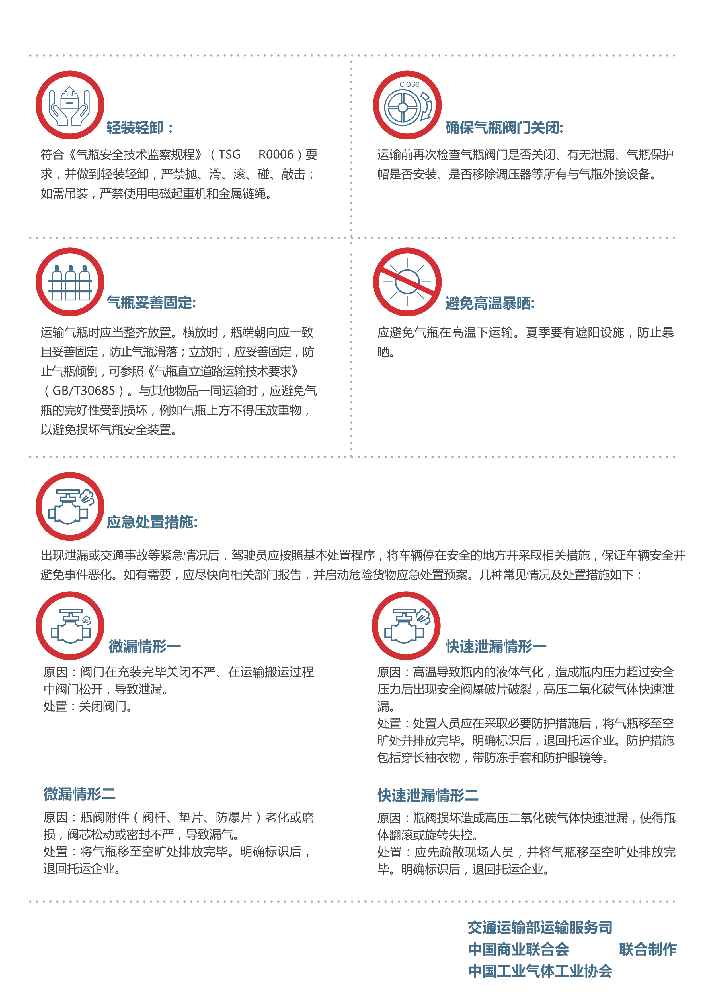 轻装轻卸：
符合《气瓶安全技术监察规程》（TSG R0006）要
求，并做到轻装轻卸，严禁抛、滑、滚、碰、敲击；
如需吊装，严禁使用电磁起重机和金属链绳。
close
确保气瓶阀门关闭:
运输前再次检查气瓶阀门是否关闭、有无泄漏、气瓶保护
帽是否安装、是否移除调压器等所有与气瓶外接设备。
气瓶妥善固定:
运输气瓶时应当整齐放置。横放时，瓶端朝向应一致
且妥善固定，防止气瓶滑落；立放时，应妥善固定，防
止气瓶倾倒，可参照《气瓶直立道路运输技术要求》
（GB/T30685）。与其他物品一同运输时，应避免气
瓶的完好性受到损坏，例如气瓶上方不得压放重物，
以避免损坏气瓶安全装置。
避免高温暴晒:
应避免气瓶在高温下运输。夏季要有遮阳设施，防止暴
晒。
应急处置措施:
出现泄漏或交通事故等紧急情况后，驾驶员应按照基本处置程序，将车辆停在安全的地方并采取相关措施，保证车辆安全并
避免事件恶化。如有需要，应尽快向相关部门报告，并启动危险货物应急处置预案。几种常见情况及处置措施如下：
微漏情形一
原因：阀门在充装完毕关闭不严、在运输搬运过程
中阀门松开，导致泄漏。
处置：关闭阀门。
快速泄漏情形一
原因：高温导致瓶内的液体气化，造成瓶内压力超过安全
压力后出现安全阀爆破片破裂，高压二氧化碳气体快速泄
漏。
处置：处置人员应在采取必要防护措施后，将气瓶移至空
旷处并排放完毕。明确标识后，退回托运企业。防护措施
包括穿长袖衣物，带防冻手套和防护眼镜等。
微漏情形二
原因：瓶阀附件（阀杆、垫片、防爆片）老化或磨
损，阀芯松动或密封不严，导致漏气。
处置：将气瓶移至空旷处排放完毕。明确标识后，
退回托运企业。
快速泄漏情形二
原因：瓶阀损坏造成高压二氧化碳气体快速泄漏，使得瓶
体翻滚或旋转失控。
处置：应先疏散现场人员，并将气瓶移至空旷处排放完
毕。明确标识后，退回托运企业。
交通运输部运输服务司
中国商业联合会 联合制作
中国工业气体工业协会